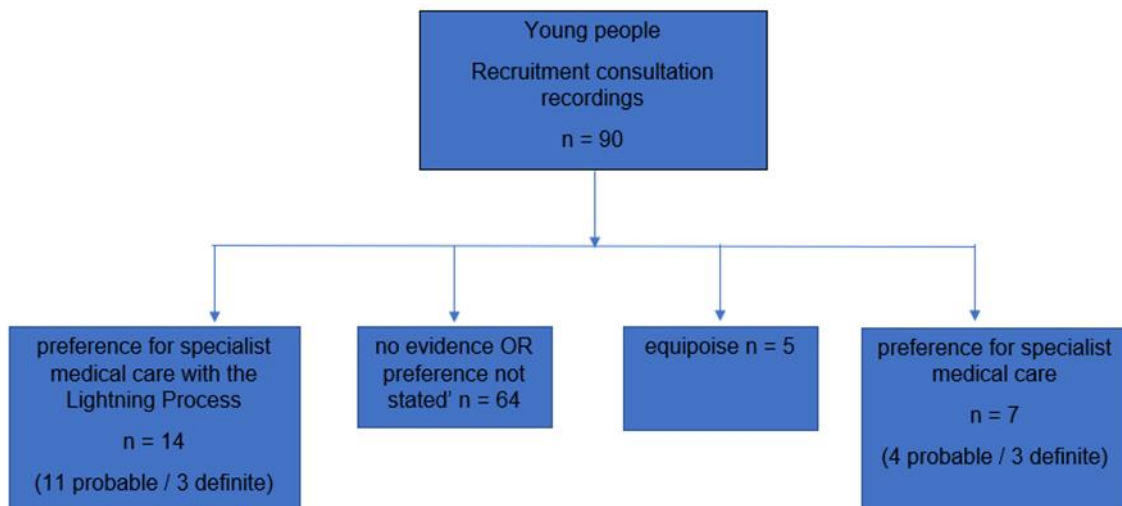 Young people
Recruitment consultation
recordings
n = 90
preference for specialist
medical care with the
Lightning Process
n = 14
(11 probable / 3 definite)
no evidence OR
preference not
stated’ n = 64
equipoise n = 5
preference for specialist
medical care
n = 7
(4 probable / 3 definite)